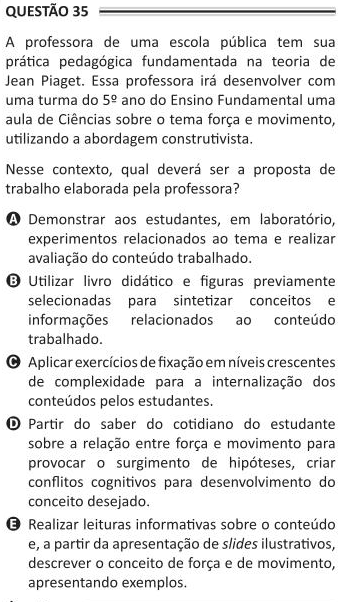 QUESTÃO 35
A professora de uma escola pública tem sua
prática pedagógica fundamentada na teoria de
Jean Piaget. Essa professora irá desenvolver com
uma turma do 5º ano do Ensino Fundamental uma
aula de Ciências sobre o tema força e movimento,
utilizando a abordagem construtivista.
Nesse contexto, qual deverá ser a proposta de
trabalho elaborada pela professora?
A Demonstrar aos estudantes, em laboratório,
experimentos relacionados ao tema e realizar
avaliação do conteúdo trabalhado.
B Utilizar livro didático e figuras previamente
selecionadas para sintetizar conceitos e
informações relacionados ao conteúdo
trabalhado.
C Aplicar exercícios de fixação em níveis crescentes
de complexidade para a internalização dos
conteúdos pelos estudantes.
D Partir do saber do cotidiano do estudante
sobre a relação entre força e movimento para
provocar o surgimento de hipóteses, criar
conflitos cognitivos para desenvolvimento do
conceito desejado.
E Realizar leituras informativas sobre o conteúdo
e, a partir da apresentação de slides ilustrativos,
descrever o conceito de força e de movimento,
apresentando exemplos.